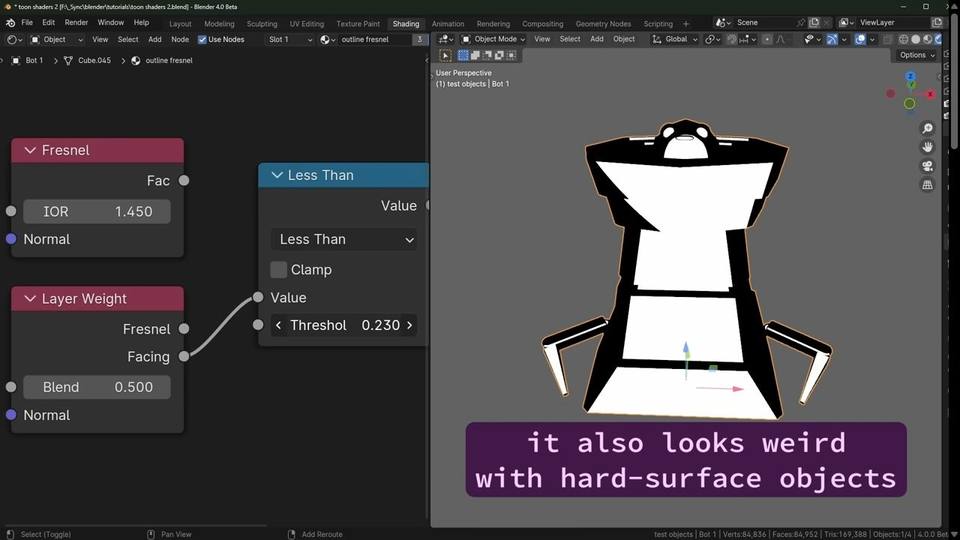 * toon shaders 2 [F:\_Sync\blender\tutorials\toon shaders 2.blend] - Blender 4.0 Beta
File Edit Render Window Help
Layout Modeling Sculpting UV Editing Texture Paint Shading Animation Rendering Compositing Geometry Nodes Scripting +
Scene
ViewLayer
Object View Select Add Node Use Nodes Slot 1 outline fresnel 3
Object Mode View Select Add Object Global
Bot 1 > Cube.045 > outline fresnel
Options
User Perspective
(1) test objects | Bot 1
Z
Y
X
Fresnel
Fac
IOR 1.450
Normal
Layer Weight
Fresnel
Facing
Blend 0.500
Normal
Less Than
Value
Less Than
Clamp
Value
Threshol 0.230
it also looks weird
with hard-surface objects
Select (Toggle) Pan View Add Reroute
test objects | Bot 1 | Verts:84,836 | Faces:84,952 | Tris:169,388 | Objects:1/4 | 4.0.0 Bet